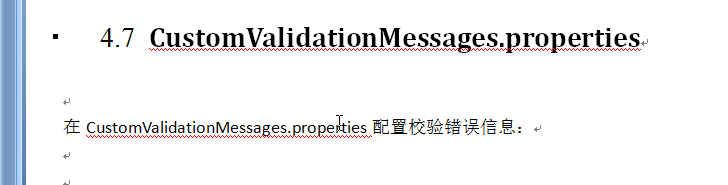 ▪ 4.7 CustomValidationMessages.properties
在 CustomValidationMessages.properties 配置校验错误信息：